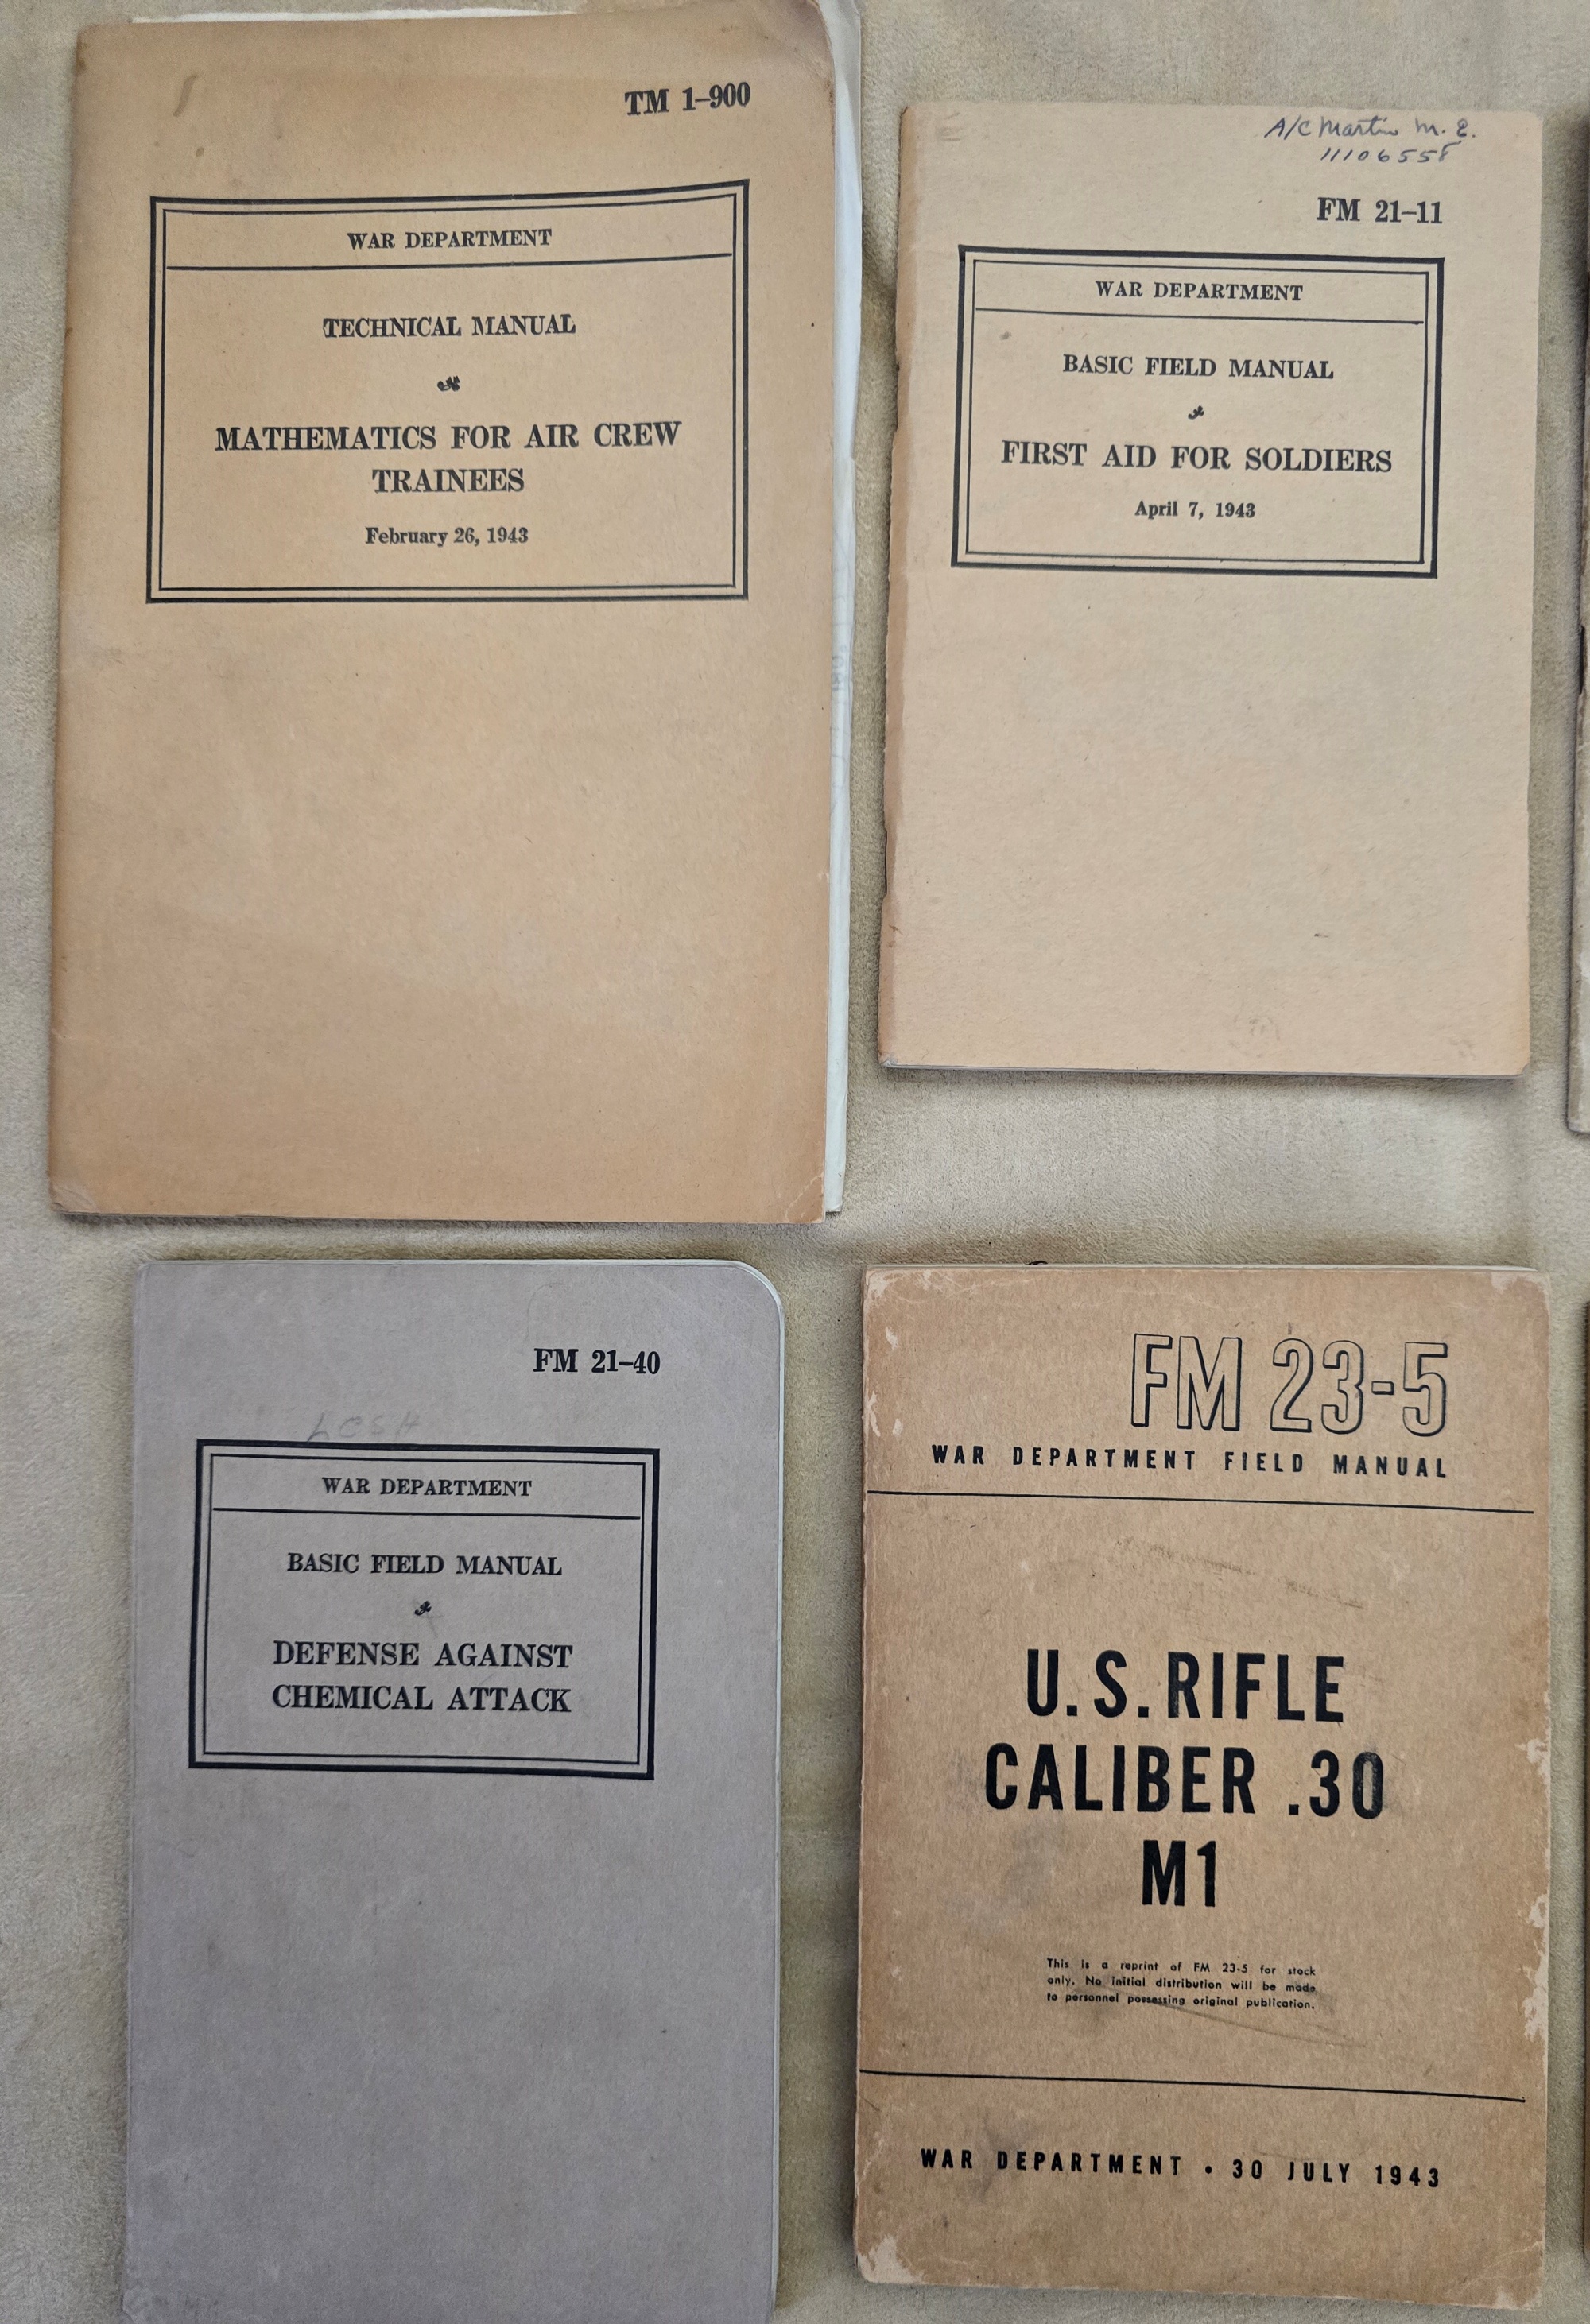 TM 1–900
WAR DEPARTMENT
TECHNICAL MANUAL
MATHEMATICS FOR AIR CREW
TRAINEES
February 26, 1943
A/C Martin M. E.
11106558
FM 21–11
WAR DEPARTMENT
BASIC FIELD MANUAL
FIRST AID FOR SOLDIERS
April 7, 1943
FM 21–40
WAR DEPARTMENT
BASIC FIELD MANUAL
DEFENSE AGAINST
CHEMICAL ATTACK
FM 23-5
WAR DEPARTMENT FIELD MANUAL
U.S. RIFLE
CALIBER .30
M1
This is a reprint of FM 23-5 for stock
only. No initial distribution will be made
to personnel possessing original publication.
WAR DEPARTMENT • 30 JULY 1943